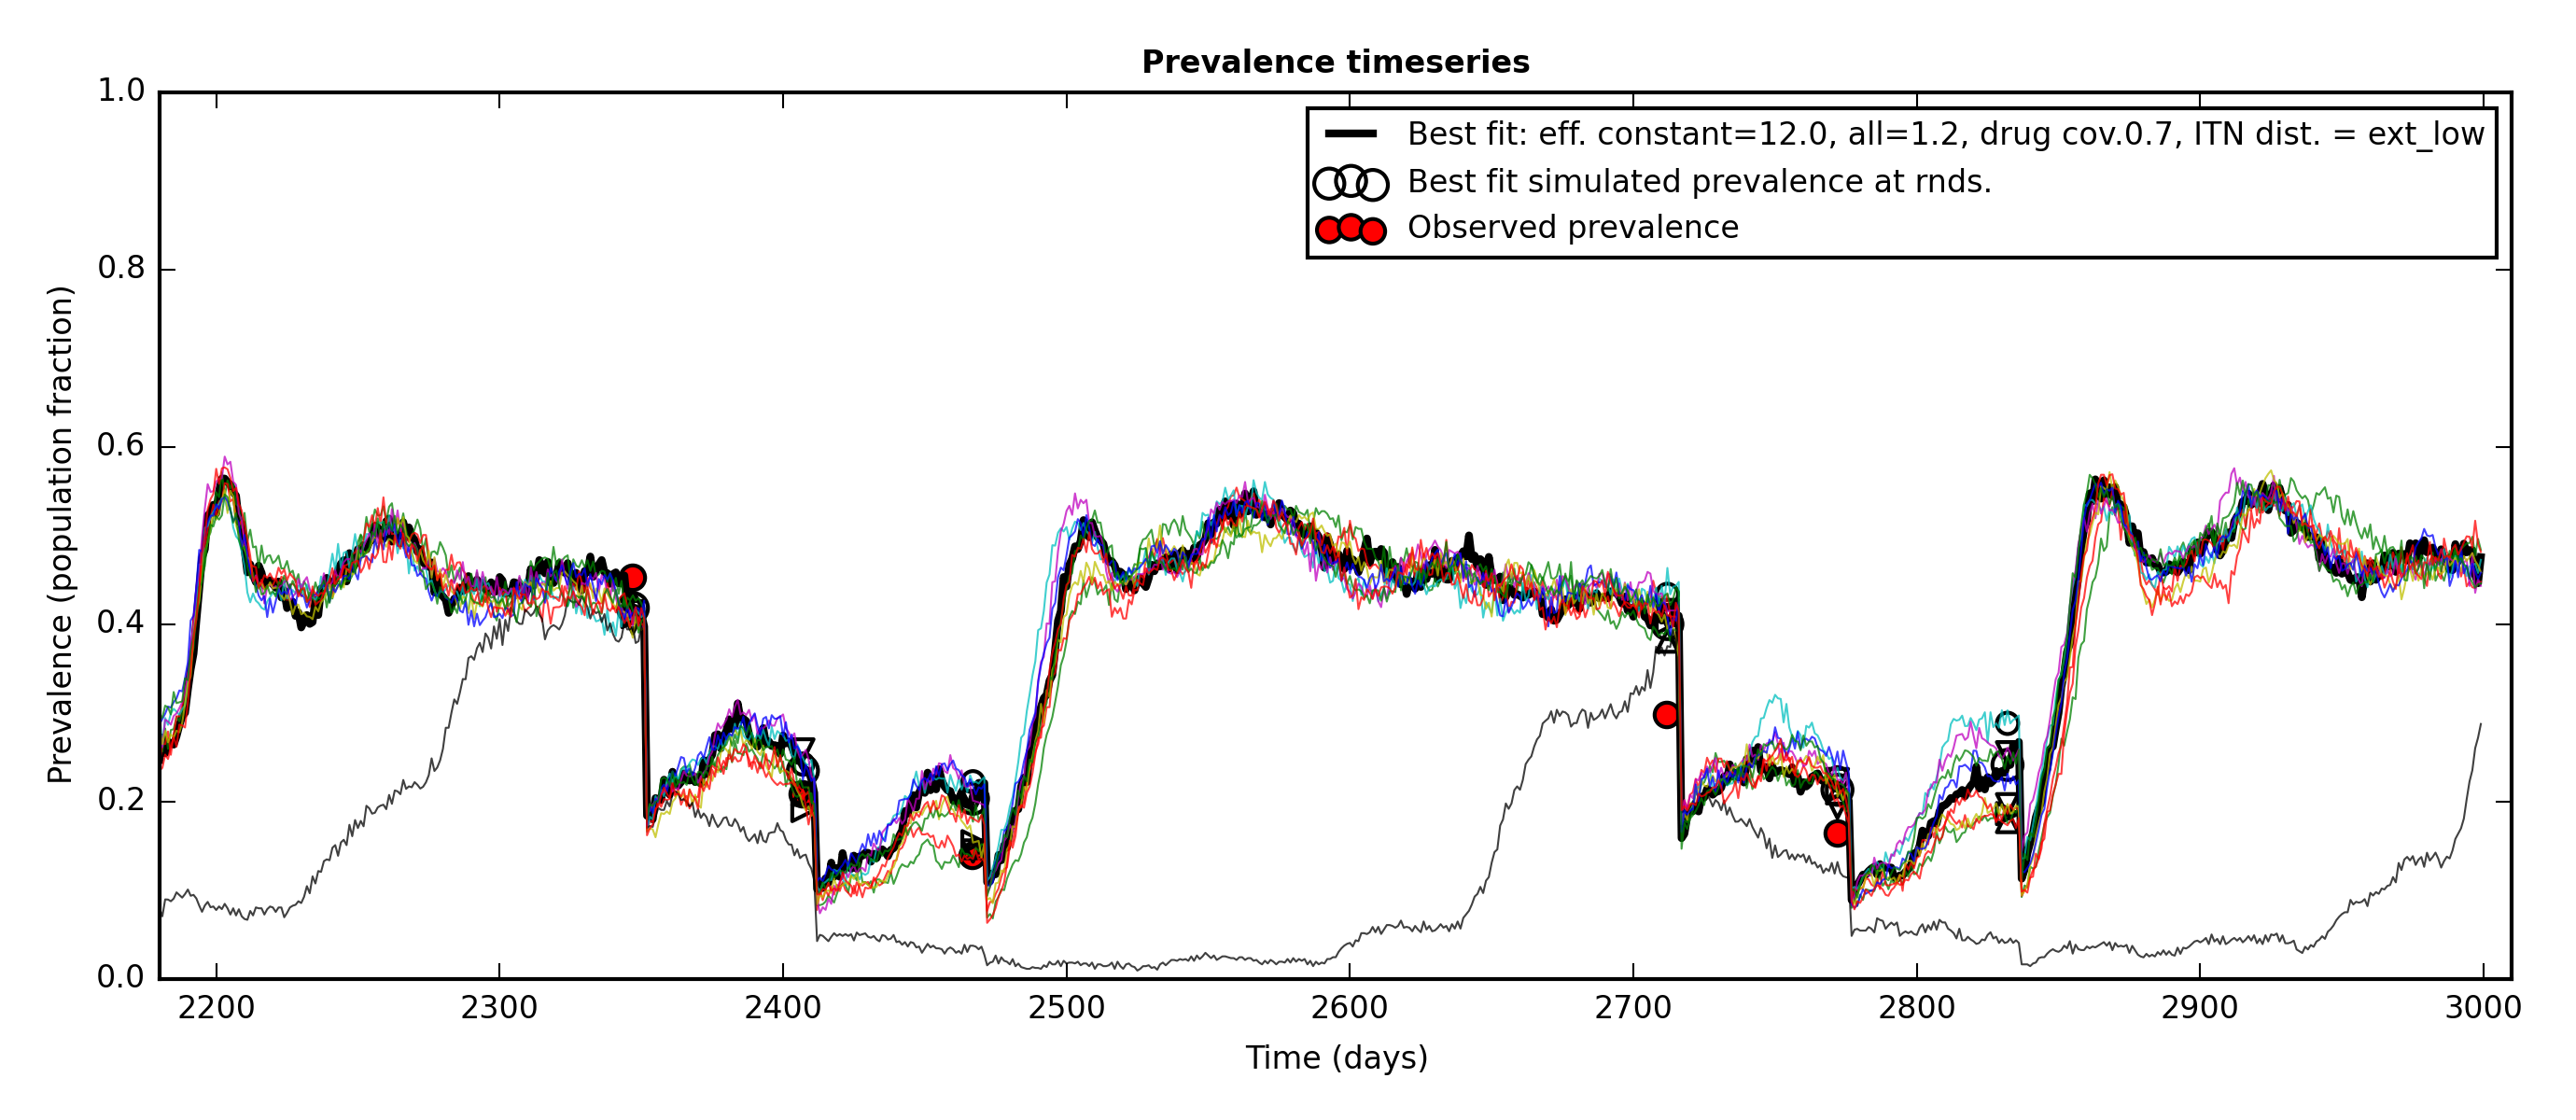 Prevalence timeseries
1.0
0.8
0.6
0.4
0.2
0.0
Prevalence (population fraction)
Best fit: eff. constant=12.0, all=1.2, drug cov.0.7, ITN dist. = ext_low
Best fit simulated prevalence at rnds.
Observed prevalence
2200 2300 2400 2500 2600 2700 2800 2900 3000
Time (days)